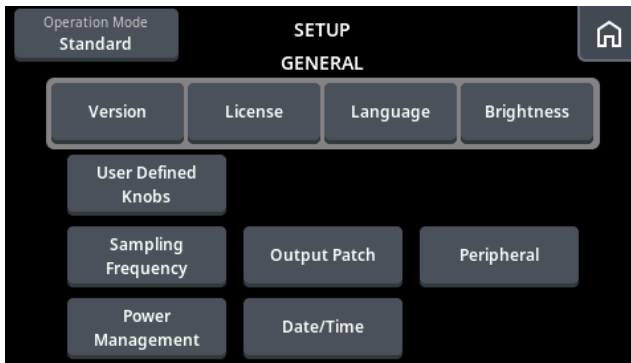 Operation Mode
Standard
SETUP
GENERAL
Version
License
Language
Brightness
User Defined
Knobs
Sampling
Frequency
Output Patch
Peripheral
Power
Management
Date/Time